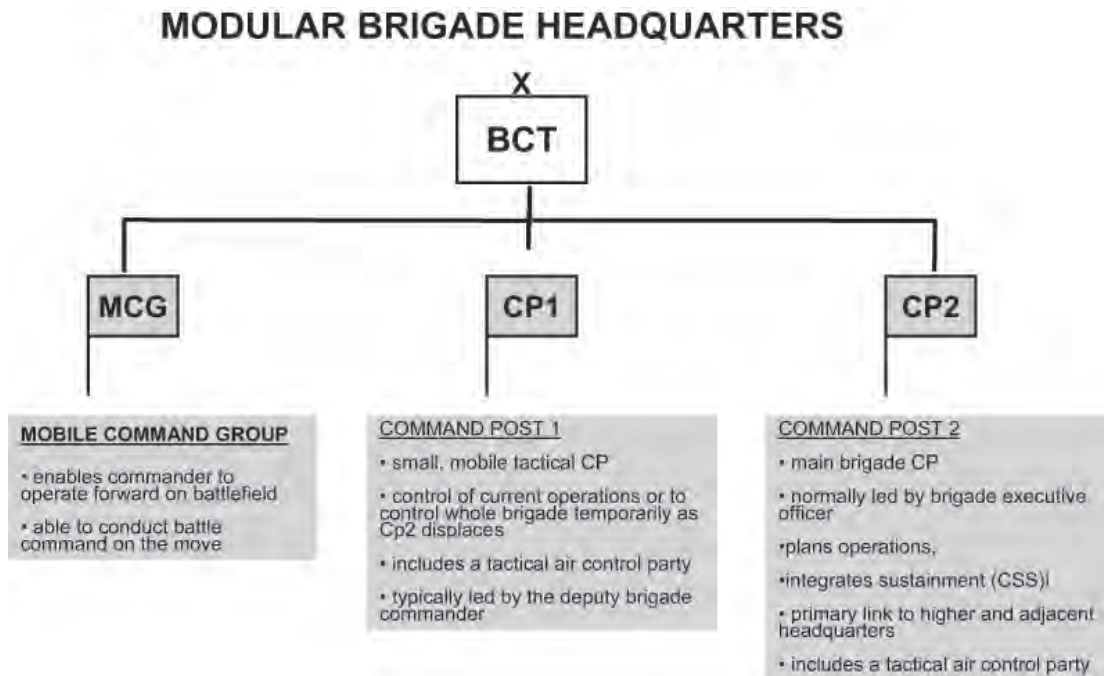 MODULAR BRIGADE HEADQUARTERS
X
BCT
MCG
CP1
CP2
MOBILE COMMAND GROUP
• enables commander to
operate forward on battlefield
• able to conduct battle
command on the move
COMMAND POST 1
• small, mobile tactical CP
• control of current operations or to
control whole brigade temporarily as
Cp2 displaces
• includes a tactical air control party
• typically led by the deputy brigade
commander
COMMAND POST 2
• main brigade CP
• normally led by brigade executive
officer
•plans operations,
•integrates sustainment (CSS)l
• primary link to higher and adjacent
headquarters
• includes a tactical air control party